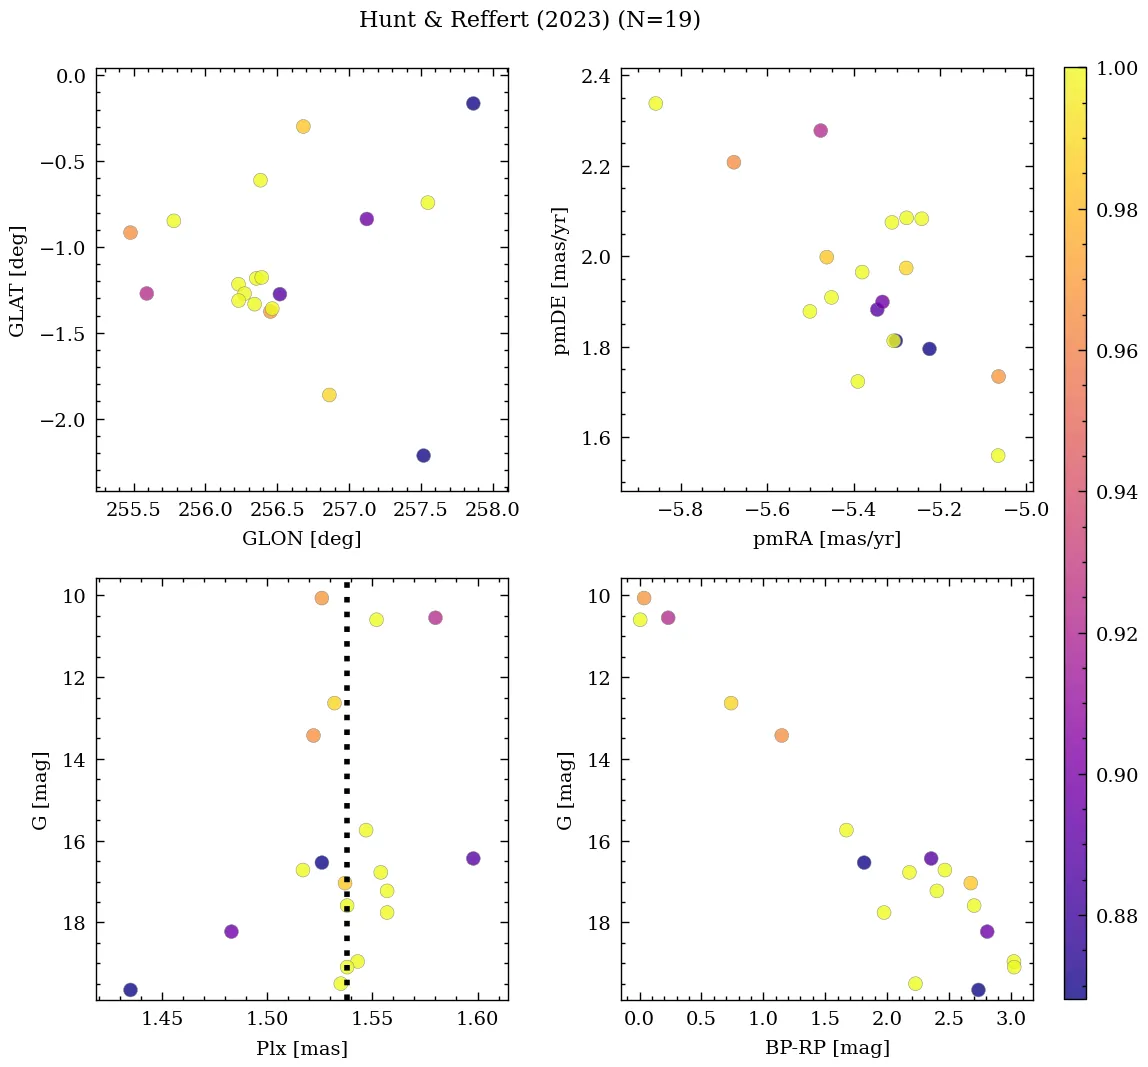 Hunt & Reffert (2023) (N=19)
0.0
−0.5
−1.0
−1.5
−2.0
GLAT [deg]
255.5 256.0 256.5 257.0 257.5 258.0
GLON [deg]
2.4
2.2
2.0
1.8
1.6
pmDE [mas/yr]
−5.8 −5.6 −5.4 −5.2 −5.0
pmRA [mas/yr]
10
12
14
16
18
G [mag]
1.45 1.50 1.55 1.60
Plx [mas]
10
12
14
16
18
G [mag]
0.0 0.5 1.0 1.5 2.0 2.5 3.0
BP-RP [mag]
1.00
0.98
0.96
0.94
0.92
0.90
0.88